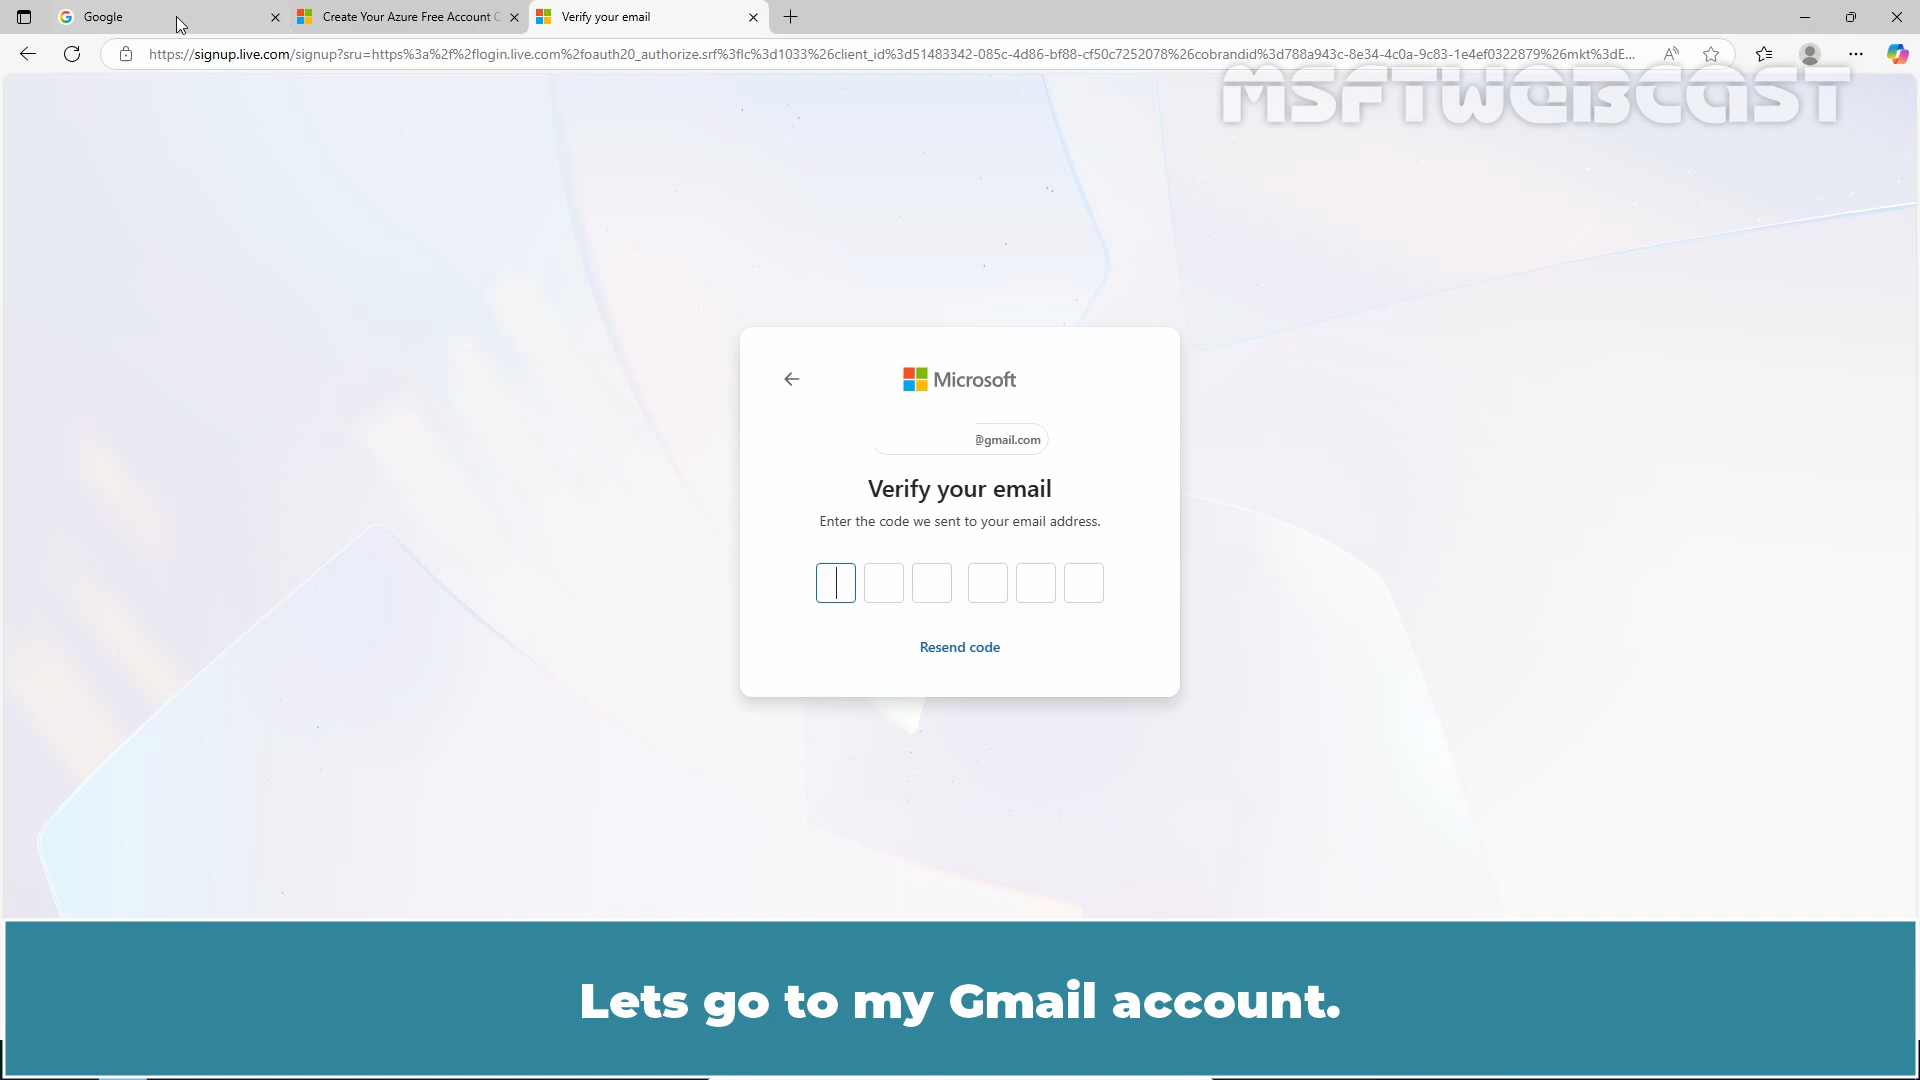 Google
Create Your Azure Free Account O
Verify your email
https://signup.live.com/signup?sru=https%3a%2f%2flogin.live.com%2foauth20_authorize.srf%3flc%3d1033%26client_id%3d51483342-085c-4d86-bf88-cf50c7252078%26cobrandid%3d788a943c-8e34-4c0a-9c83-1e4ef0322879%26mkt%3dE...
MSFTWEBCAST
Microsoft
@gmail.com
Verify your email
Enter the code we sent to your email address.
Resend code
Lets go to my Gmail account.